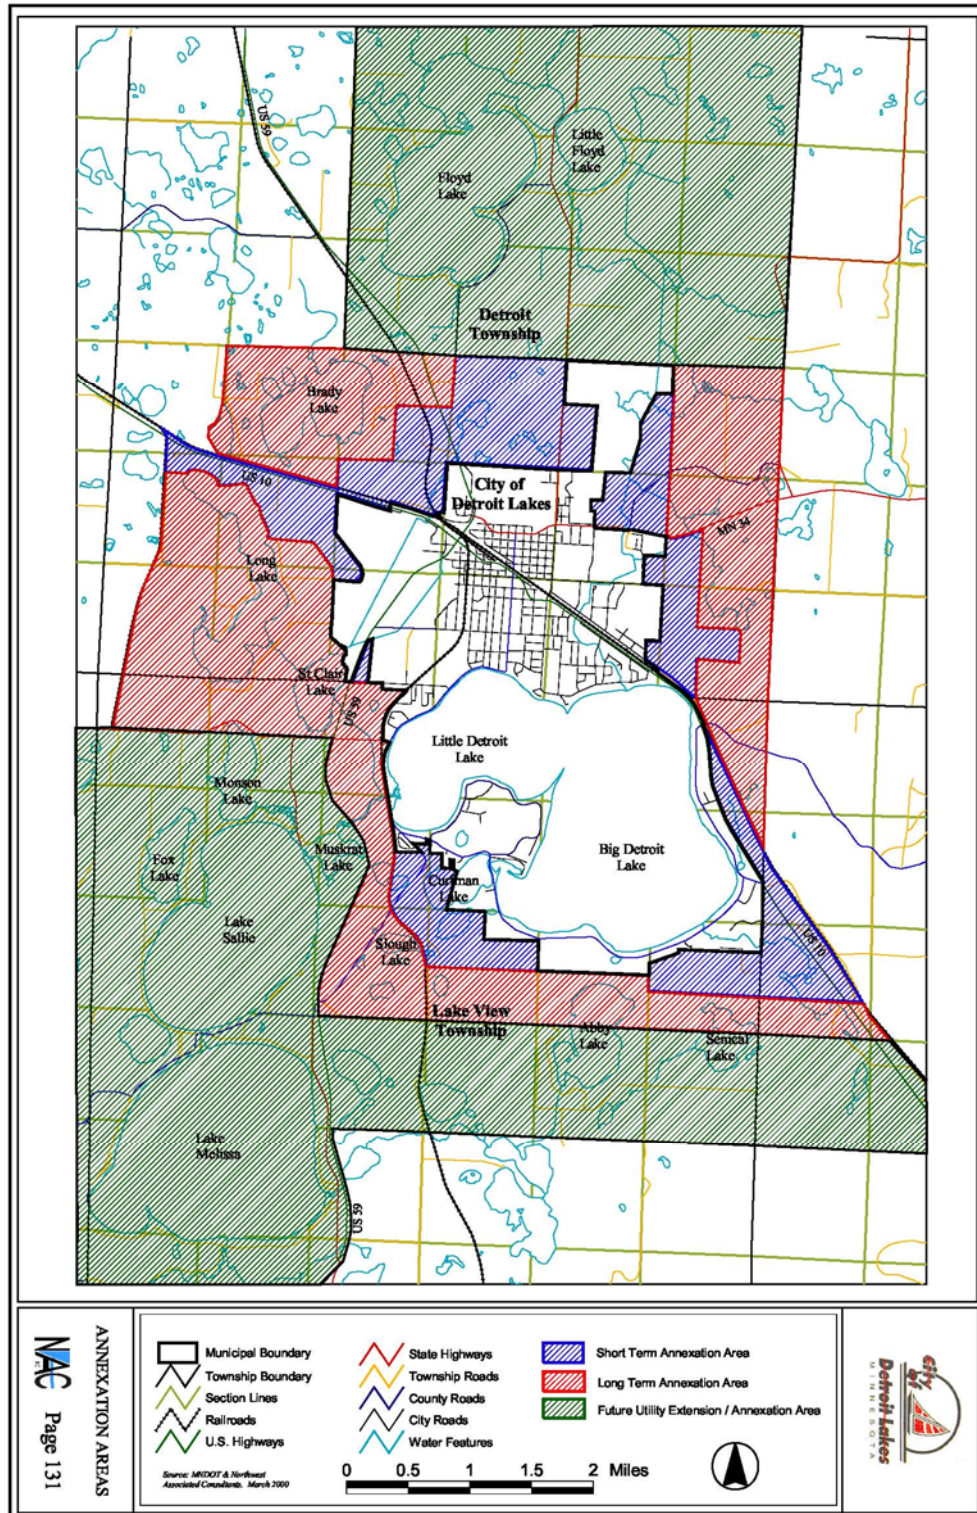 US 59
Little
Floyd
Lake
Floyd
Lake
Detroit
Township
Brady
Lake
US 10
City of
Detroit Lakes
MN 34
Long
Lake
St Clair
Lake
US 59
Little Detroit
Lake
Monson
Lake
Muskrat
Lake
Fox
Lake
Big Detroit
Lake
Curfman
Lake
Lake
Sallie
Slough
Lake
US 10
Lake View
Township
Abby
Lake
Senical
Lake
Lake
Melissa
US 59
ANNEXATION AREAS
NAC
Page 131
Municipal Boundary
Township Boundary
Section Lines
Railroads
U.S. Highways
State Highways
Township Roads
County Roads
City Roads
Water Features
Short Term Annexation Area
Long Term Annexation Area
Future Utility Extension / Annexation Area
Source: MNDOT & Northwest
Associated Consultants. March 2000
0 0.5 1 1.5 2 Miles
City of
Detroit Lakes
MINNESOTA